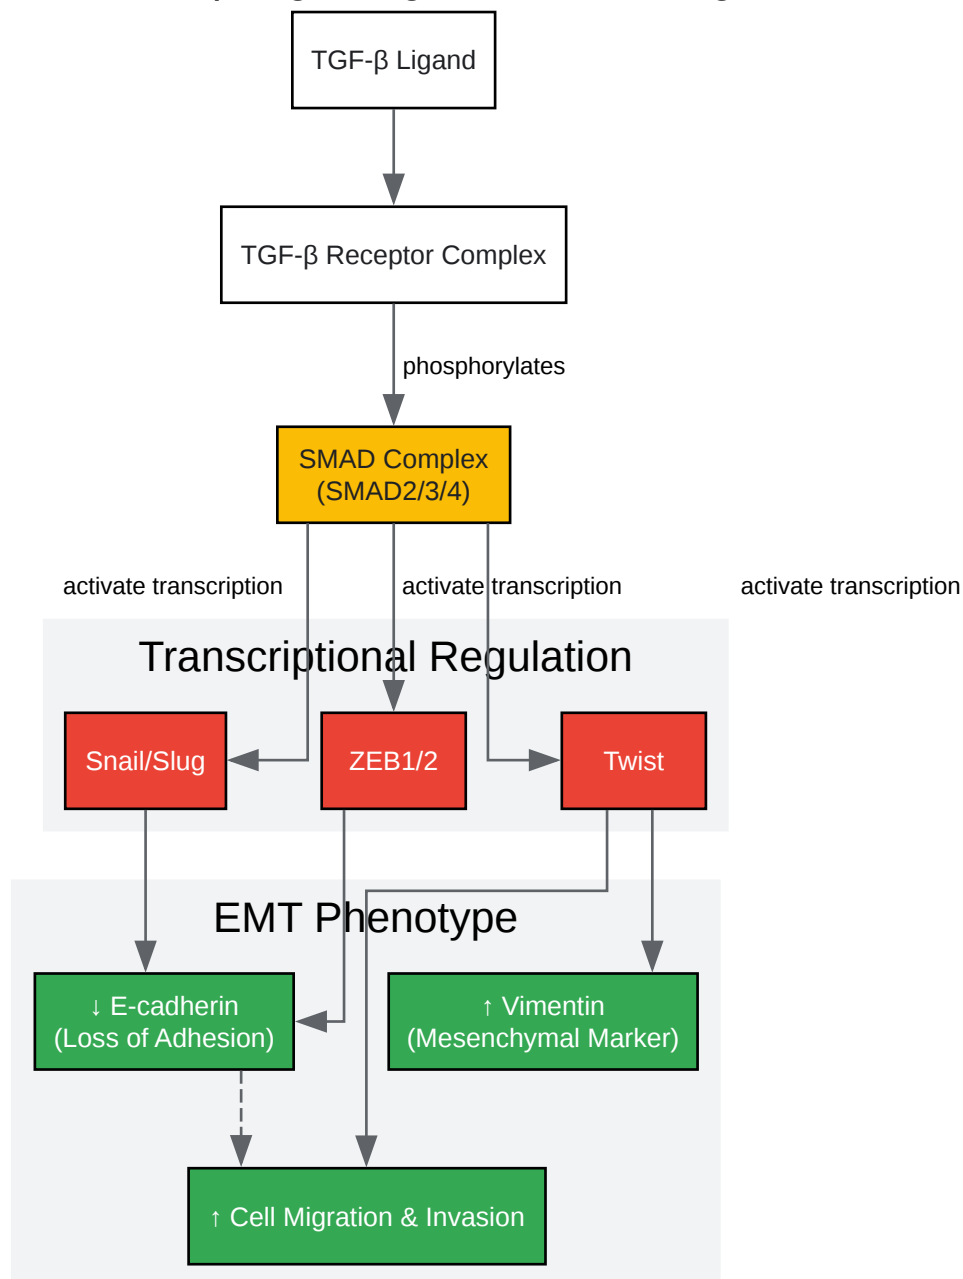 TGF-β Ligand
TGF-β Receptor Complex
phosphorylates
SMAD Complex
(SMAD2/3/4)
activate transcription
activate transcription
activate transcription
Transcriptional Regulation
Snail/Slug
ZEB1/2
Twist
EMT Phenotype
↓ E-cadherin
(Loss of Adhesion)
↑ Vimentin
(Mesenchymal Marker)
↑ Cell Migration & Invasion